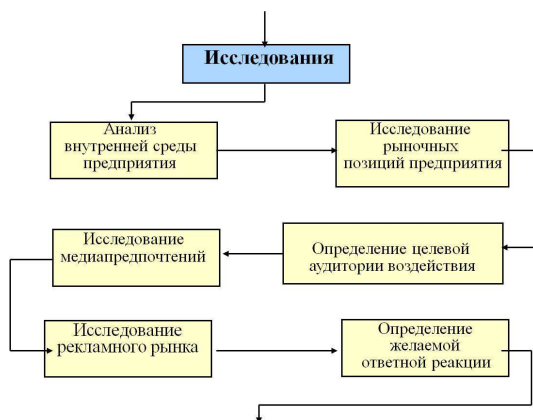 Исследования
Анализ
внутренней среды
предприятия
Исследование
рыночных
позиций предприятия
Определение целевой
аудитории воздействия
Исследование
медиапредпочтений
Исследование
рекламного рынка
Определение
желаемой
ответной реакции